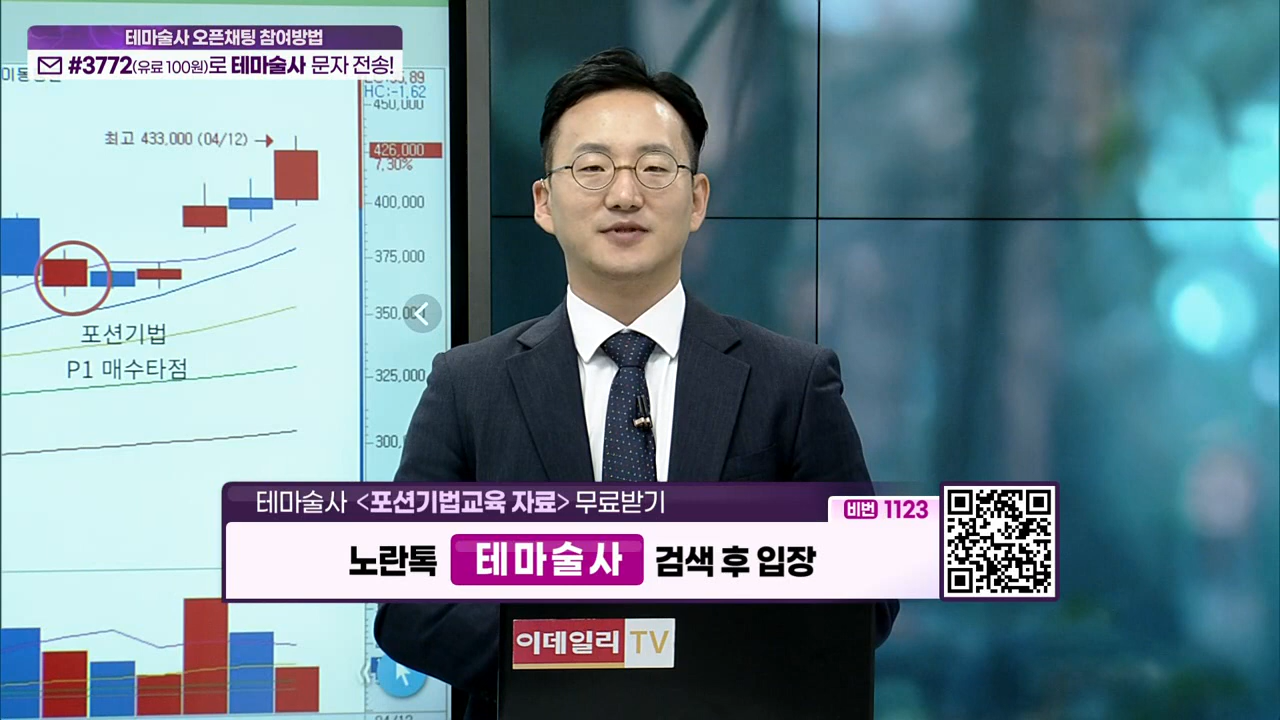 테마술사 오픈채팅 참여방법
#3772(유료 100원)로 테마술사 문자 전송!
HC:-1.62
450,000
최고 433,000 (04/12)
426,000
7.30%
400,000
375,000
350,000
포션기법
P1 매수타점
325,000
300,
테마술사 <포션기법교육 자료> 무료받기
비번 1123
노란톡 테마술사 검색 후 입장
이데일리 TV
04/12